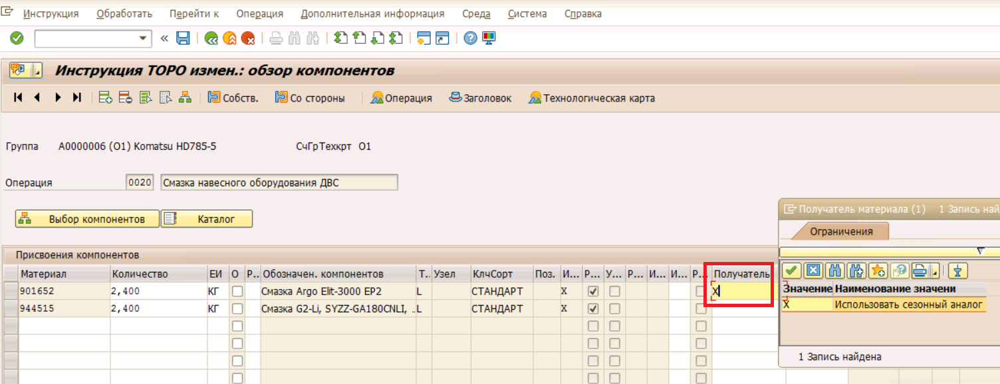 Инструкция Обработать Перейти к Операция Дополнительная информация Среда Система Справка
Инструкция ТОРО измен.: обзор компонентов
Собств. Со стороны Операция Заголовок Технологическая карта
Группа A0000006 (O1) Komatsu HD785-5 СчГрТехкрт O1
Операция 0020 Смазка навесного оборудования ДВС
Выбор компонентов Каталог
Получатель материала (1) 1 Запись най
Ограничения
Присвоения компонентов
Материал Количество ЕИ О Р.. Обозначен. компонентов Т.. Узел КлчСорт Поз. И... Р... У... Р... И... И... Р... Получатель
901652 2,400 КГ Смазка Argo Elit-3000 EP2 L СТАНДАРТ X X
944515 2,400 КГ Смазка G2-Li, SYZZ-GA180CNLI, ..L СТАНДАРТ X
Значение Наименование значени
X Использовать сезонный аналог
1 Запись найдена